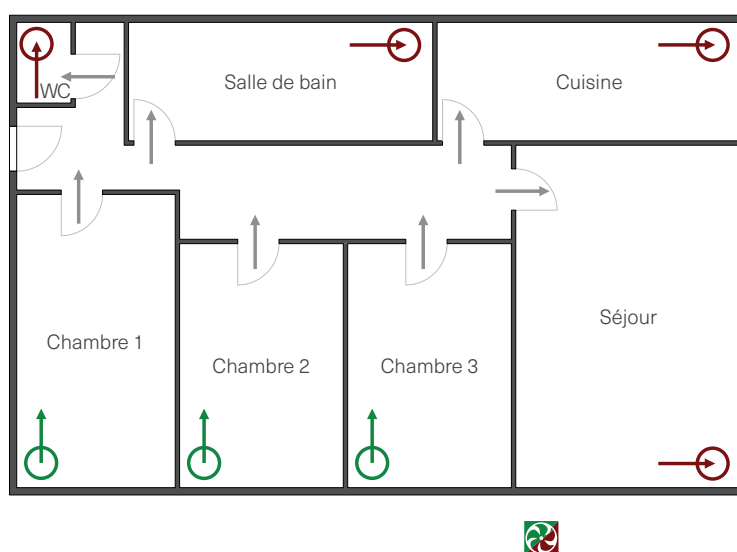 WC
Salle de bain
Cuisine
Séjour
Chambre 1
Chambre 2
Chambre 3